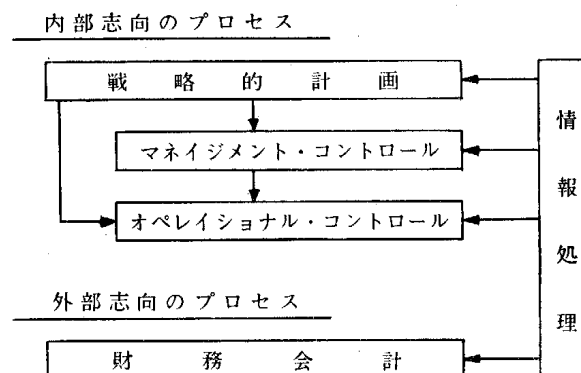 内部志向のプロセス
戦略的計画
マネイジメント・コントロール
オペレイショナル・コントロール
外部志向のプロセス
財務会計
情報処理